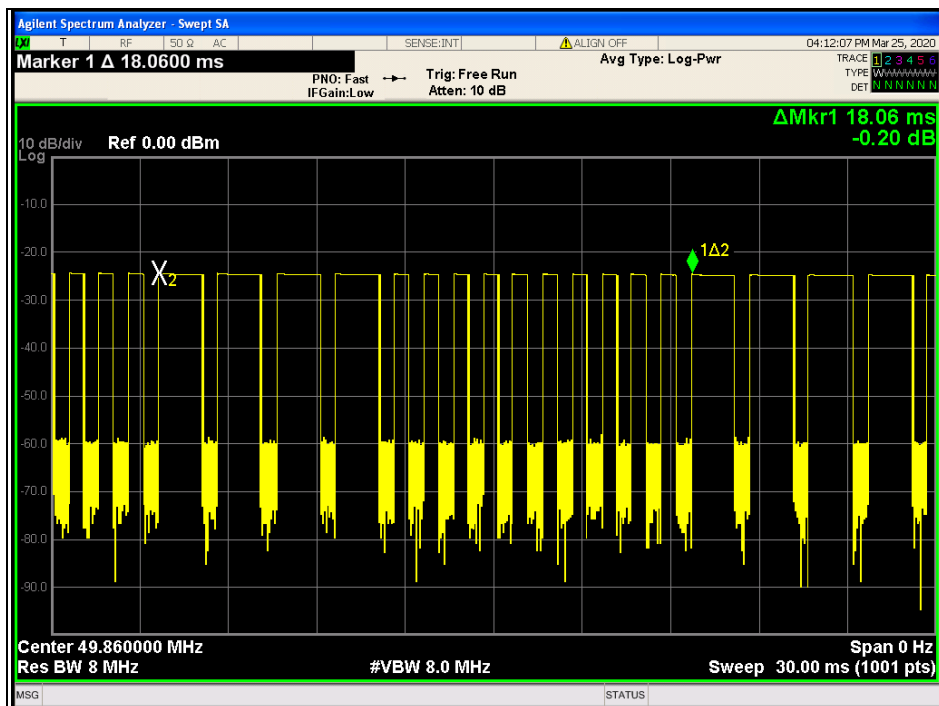 Agilent Spectrum Analyzer - Swept SA
LXI T RF 50 Ω AC SENSE:INT ALIGN OFF 04:12:07 PM Mar 25, 2020
Marker 1 Δ 18.0600 ms
PNO: Fast Trig: Free Run Avg Type: Log-Pwr TRACE 1 2 3 4 5 6
IFGain:Low Atten: 10 dB TYPE WWWWWW
DET N N N N N N
ΔMkr1 18.06 ms
-0.20 dB
10 dB/div Ref 0.00 dBm
Log
-10.0
-20.0
1Δ2
X2
-30.0
-40.0
-50.0
-60.0
-70.0
-80.0
-90.0
Center 49.860000 MHz Span 0 Hz
Res BW 8 MHz #VBW 8.0 MHz Sweep 30.00 ms (1001 pts)
MSG STATUS